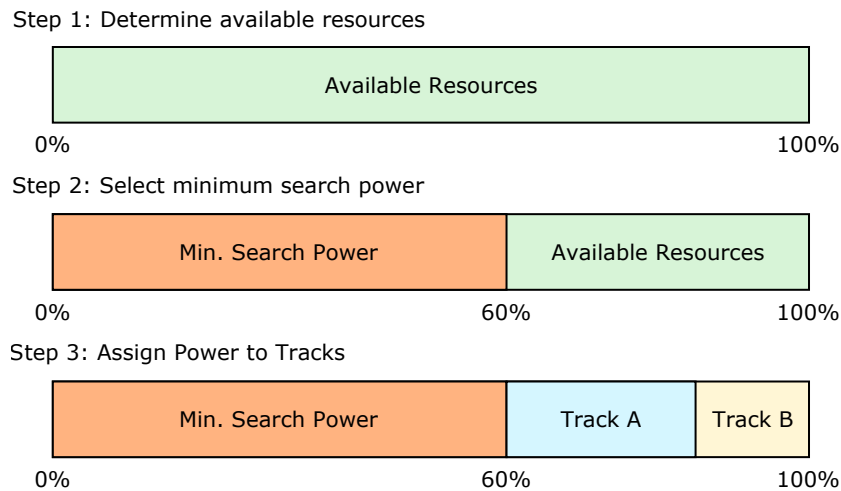 Step 1: Determine available resources
Available Resources
0% 100%
Step 2: Select minimum search power
Min. Search Power Available Resources
0% 60% 100%
Step 3: Assign Power to Tracks
Min. Search Power Track A Track B
0% 60% 100%